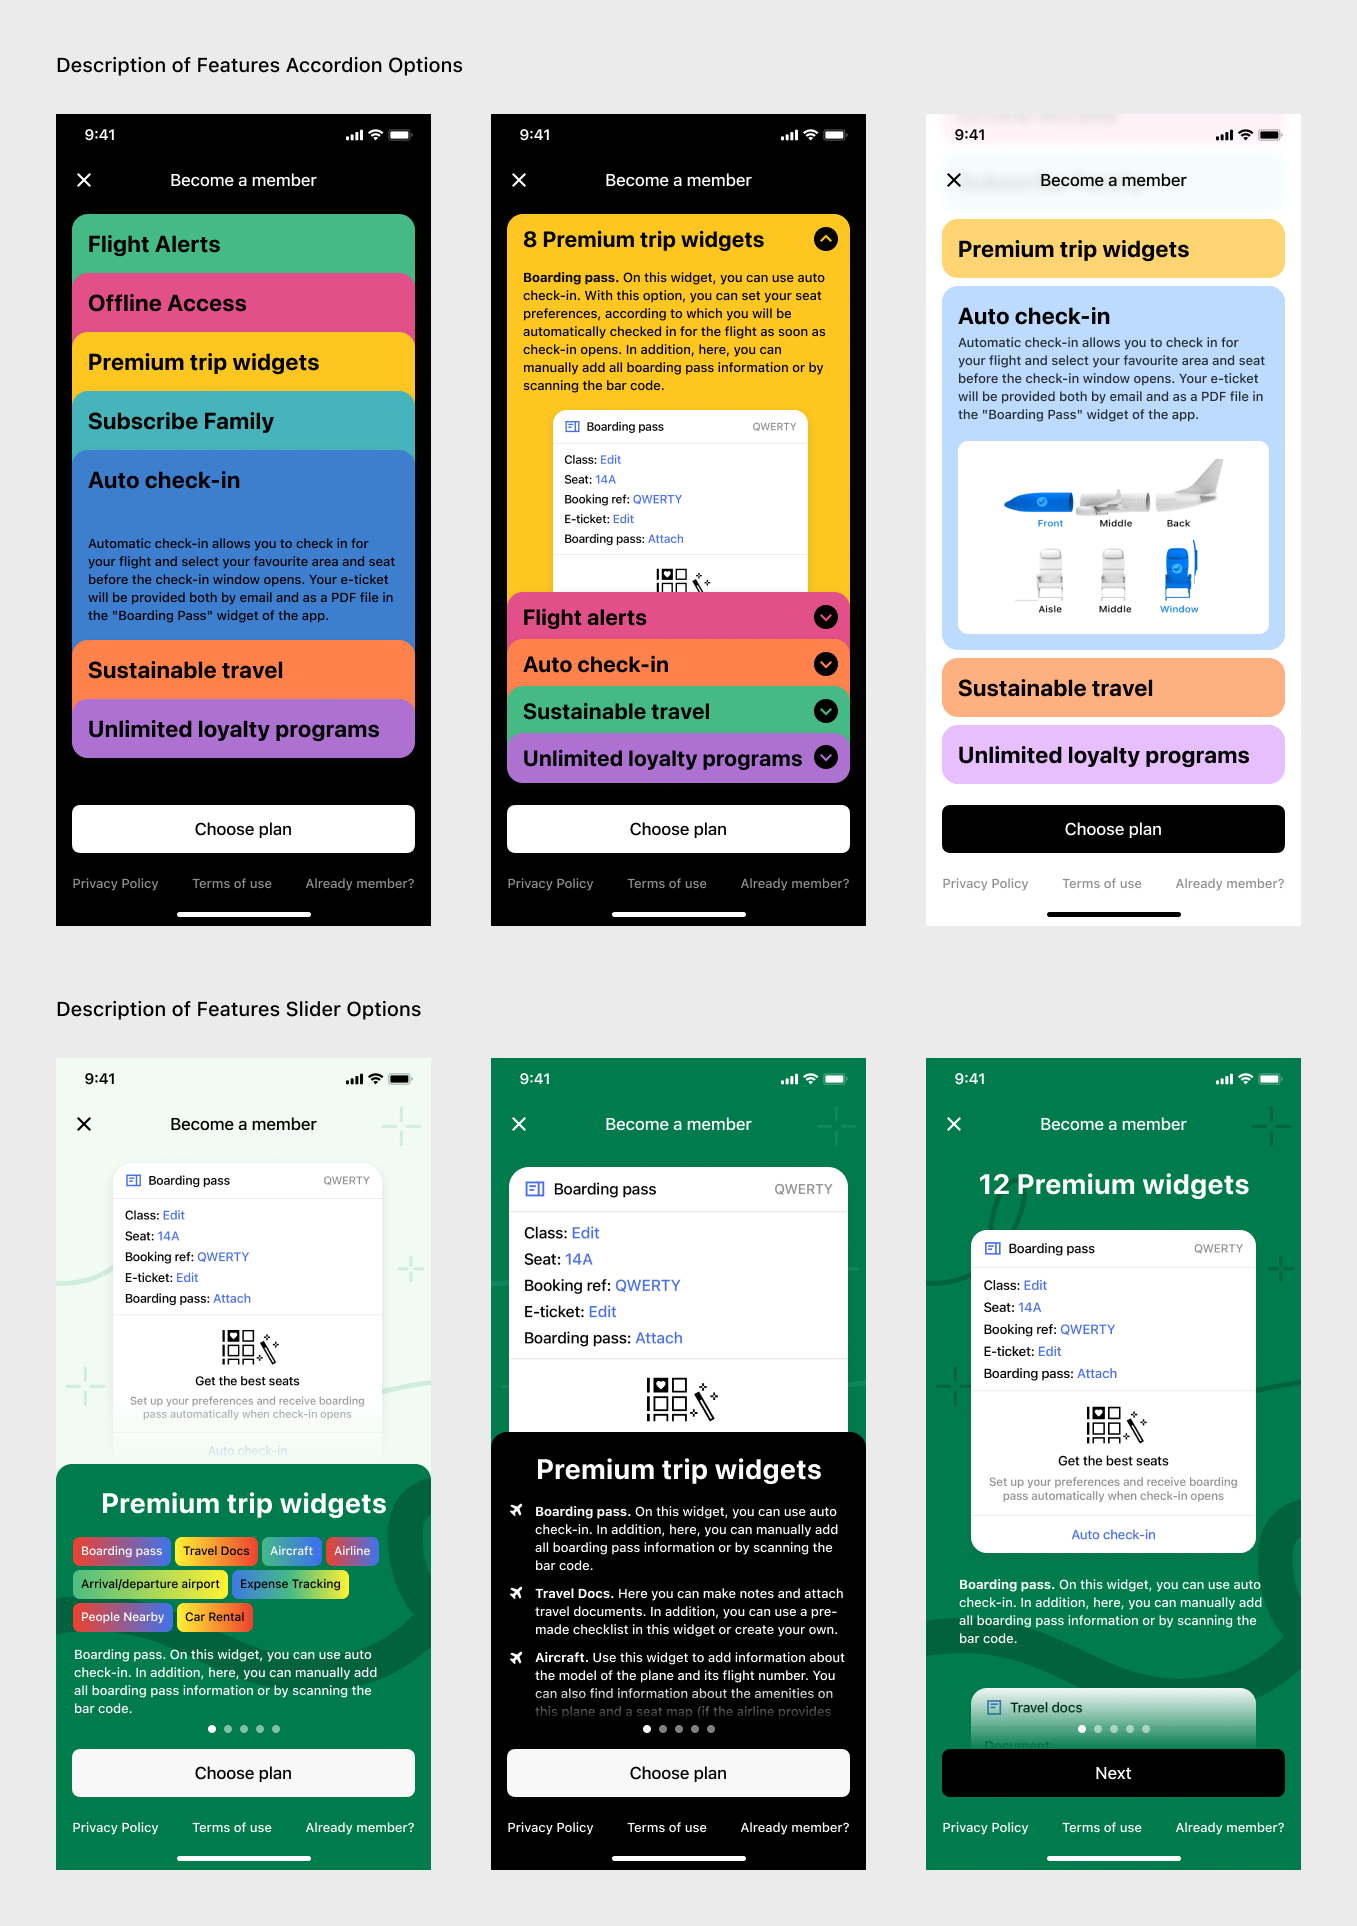 Description of Features Accordion Options
9:41
Become a member
Flight Alerts
Offline Access
Premium trip widgets
Subscribe Family
Auto check-in
Automatic check-in allows you to check in for
your flight and select your favourite area and seat
before the check-in window opens. Your e-ticket
will be provided both by email and as a PDF file in
the "Boarding Pass" widget of the app.
Sustainable travel
Unlimited loyalty programs
Choose plan
Privacy Policy Terms of use Already member?
9:41
Become a member
8 Premium trip widgets
Boarding pass. On this widget, you can use auto
check-in. With this option, you can set your seat
preferences, according to which you will be
automatically checked in for the flight as soon as
check-in opens. In addition, here, you can
manually add all boarding pass information or by
scanning the bar code.
Boarding pass QWERTY
Class: Edit
Seat: 14A
Booking ref: QWERTY
E-ticket: Edit
Boarding pass: Attach
Flight alerts
Auto check-in
Sustainable travel
Unlimited loyalty programs
Choose plan
Privacy Policy Terms of use Already member?
9:41
Become a member
Premium trip widgets
Auto check-in
Automatic check-in allows you to check in for
your flight and select your favourite area and seat
before the check-in window opens. Your e-ticket
will be provided both by email and as a PDF file in
the "Boarding Pass" widget of the app.
Front Middle Back
Aisle Middle Window
Sustainable travel
Unlimited loyalty programs
Choose plan
Privacy Policy Terms of use Already member?
Description of Features Slider Options
9:41
Become a member
Boarding pass QWERTY
Class: Edit
Seat: 14A
Booking ref: QWERTY
E-ticket: Edit
Boarding pass: Attach
Get the best seats
Set up your preferences and receive boarding
pass automatically when check-in opens
Auto check-in
Premium trip widgets
Boarding pass Travel Docs Aircraft Airline
Arrival/departure airport Expense Tracking
People Nearby Car Rental
Boarding pass. On this widget, you can use auto
check-in. In addition, here, you can manually add
all boarding pass information or by scanning the
bar code.
Choose plan
Privacy Policy Terms of use Already member?
9:41
Become a member
Boarding pass QWERTY
Class: Edit
Seat: 14A
Booking ref: QWERTY
E-ticket: Edit
Boarding pass: Attach
Premium trip widgets
Boarding pass. On this widget, you can use auto
check-in. In addition, here, you can manually add
all boarding pass information or by scanning the
bar code.
Travel Docs. Here you can make notes and attach
travel documents. In addition, you can use a pre-
made checklist in this widget or create your own.
Aircraft. Use this widget to add information about
the model of the plane and its flight number. You
can also find information about the amenities on
this plane and a seat map (if the airline provides
Choose plan
Privacy Policy Terms of use Already member?
9:41
Become a member
12 Premium widgets
Boarding pass QWERTY
Class: Edit
Seat: 14A
Booking ref: QWERTY
E-ticket: Edit
Boarding pass: Attach
Get the best seats
Set up your preferences and receive boarding
pass automatically when check-in opens
Auto check-in
Boarding pass. On this widget, you can use auto
check-in. In addition, here, you can manually add
all boarding pass information or by scanning the
bar code.
Travel docs
Document
Next
Privacy Policy Terms of use Already member?